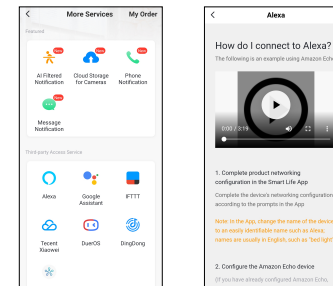 More Services My Order
Featured
New New New
AI Filtered Notification Cloud Storage for Cameras Phone Notification
New
Message Notification
Third-party Access Service
Alexa Google Assistant IFTTT
Tecent Xiaowei DuerOS DingDong
Alexa
How do I connect to Alexa?
The following is an example using Amazon Echo
0:00 / 3:19
1. Complete product networking
configuration in the Smart Life App
Complete the device's networking configuration
according to the prompts in the App
Note: In the App, change the name of the device
to an easily identifiable name such as Alexa;
names are usually in English, such as "bed light"
2. Configure the Amazon Echo device
(If you have already configured Amazon Echo,